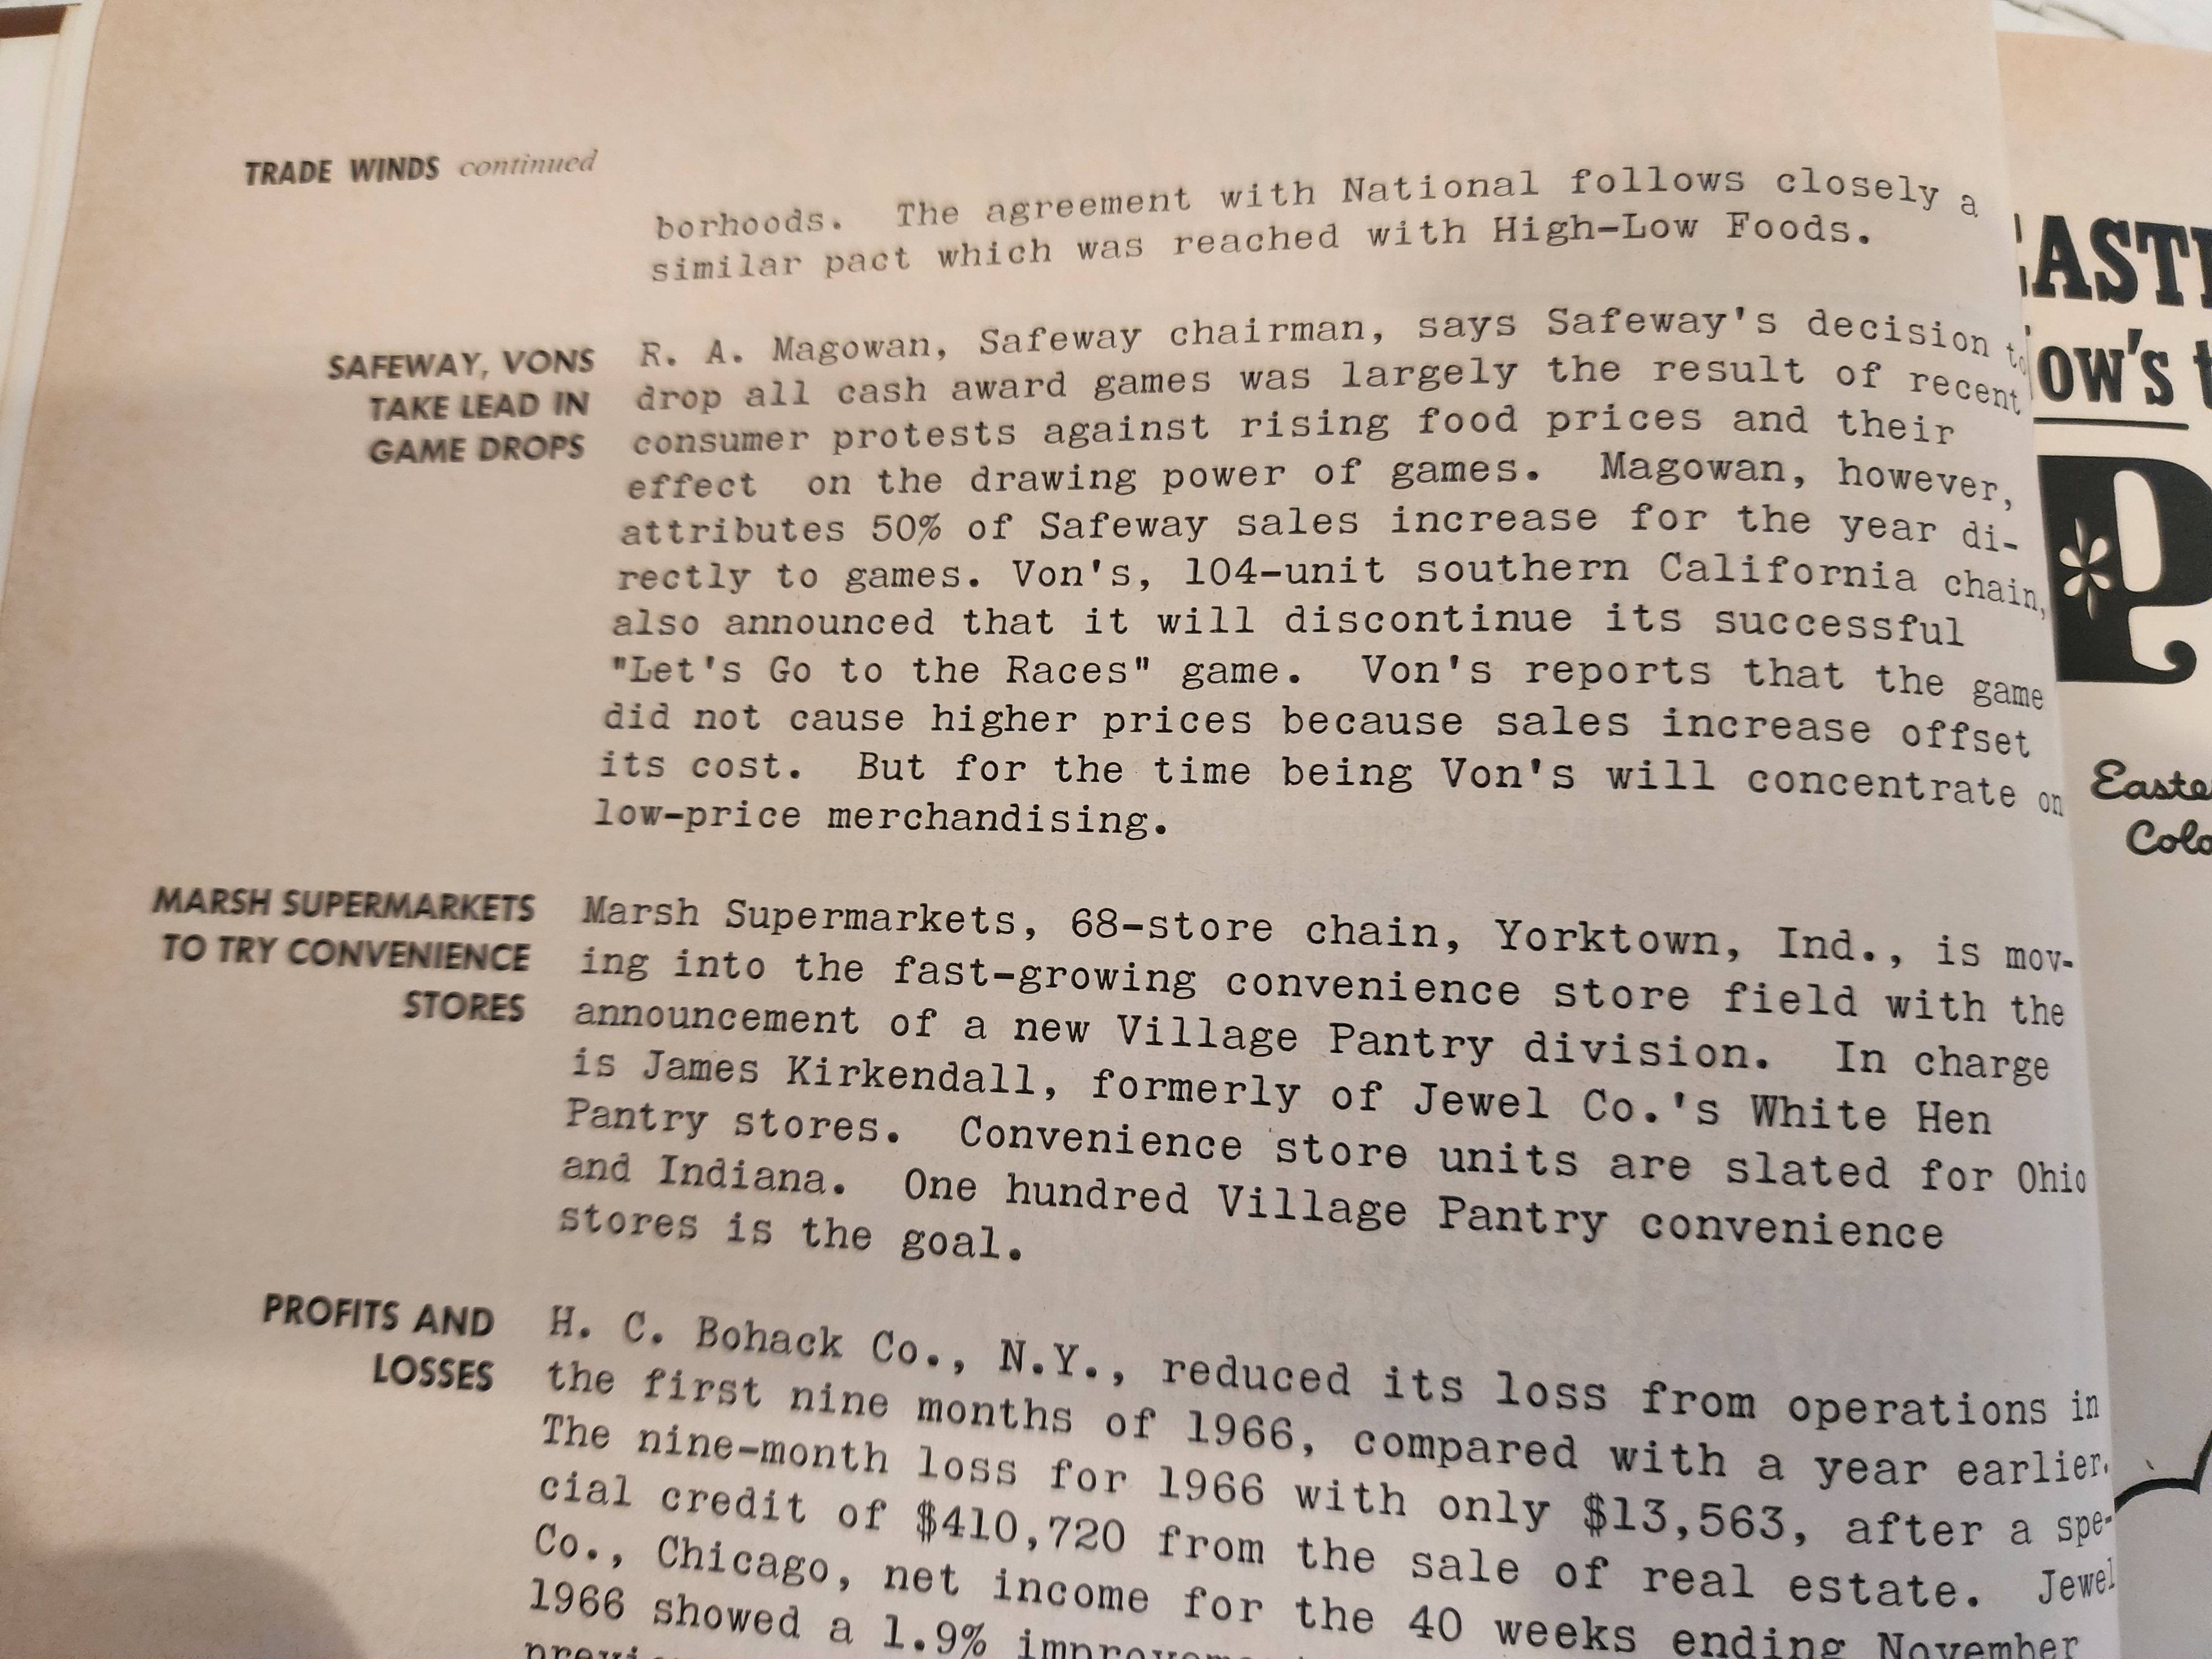 TRADE WINDS continued
borhoods. The agreement with National follows closely a
similar pact which was reached with High-Low Foods.
SAFEWAY, VONS
TAKE LEAD IN
GAME DROPS
R. A. Magowan, Safeway chairman, says Safeway's decision to
drop all cash award games was largely the result of recent
consumer protests against rising food prices and their
effect on the drawing power of games. Magowan, however,
attributes 50% of Safeway sales increase for the year di-
rectly to games. Von's, 104-unit southern California chain,
also announced that it will discontinue its successful
"Let's Go to the Races" game. Von's reports that the game
did not cause higher prices because sales increase offset
its cost. But for the time being Von's will concentrate on
low-price merchandising.
MARSH SUPERMARKETS
TO TRY CONVENIENCE
STORES
Marsh Supermarkets, 68-store chain, Yorktown, Ind., is mov-
ing into the fast-growing convenience store field with the
announcement of a new Village Pantry division. In charge
is James Kirkendall, formerly of Jewel Co.'s White Hen
Pantry stores. Convenience store units are slated for Ohio
and Indiana. One hundred Village Pantry convenience
stores is the goal.
PROFITS AND
LOSSES
H. C. Bohack Co., N.Y., reduced its loss from operations in
the first nine months of 1966, compared with a year earlier.
The nine-month loss for 1966 with only $13,563, after a spe-
cial credit of $410,720 from the sale of real estate. Jewel
Co., Chicago, net income for the 40 weeks ending November
1966 showed a 1.9%